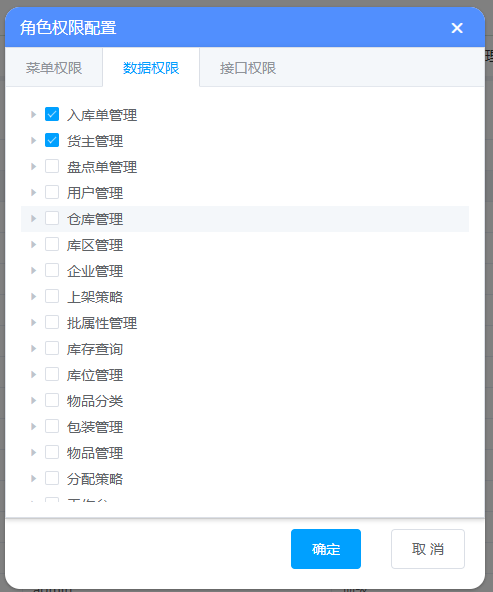 角色权限配置
菜单权限 数据权限 接口权限
入库单管理
货主管理
盘点单管理
用户管理
仓库管理
库区管理
企业管理
上架策略
批属性管理
库存查询
库位管理
物品分类
包装管理
物品管理
分配策略
确定 取 消